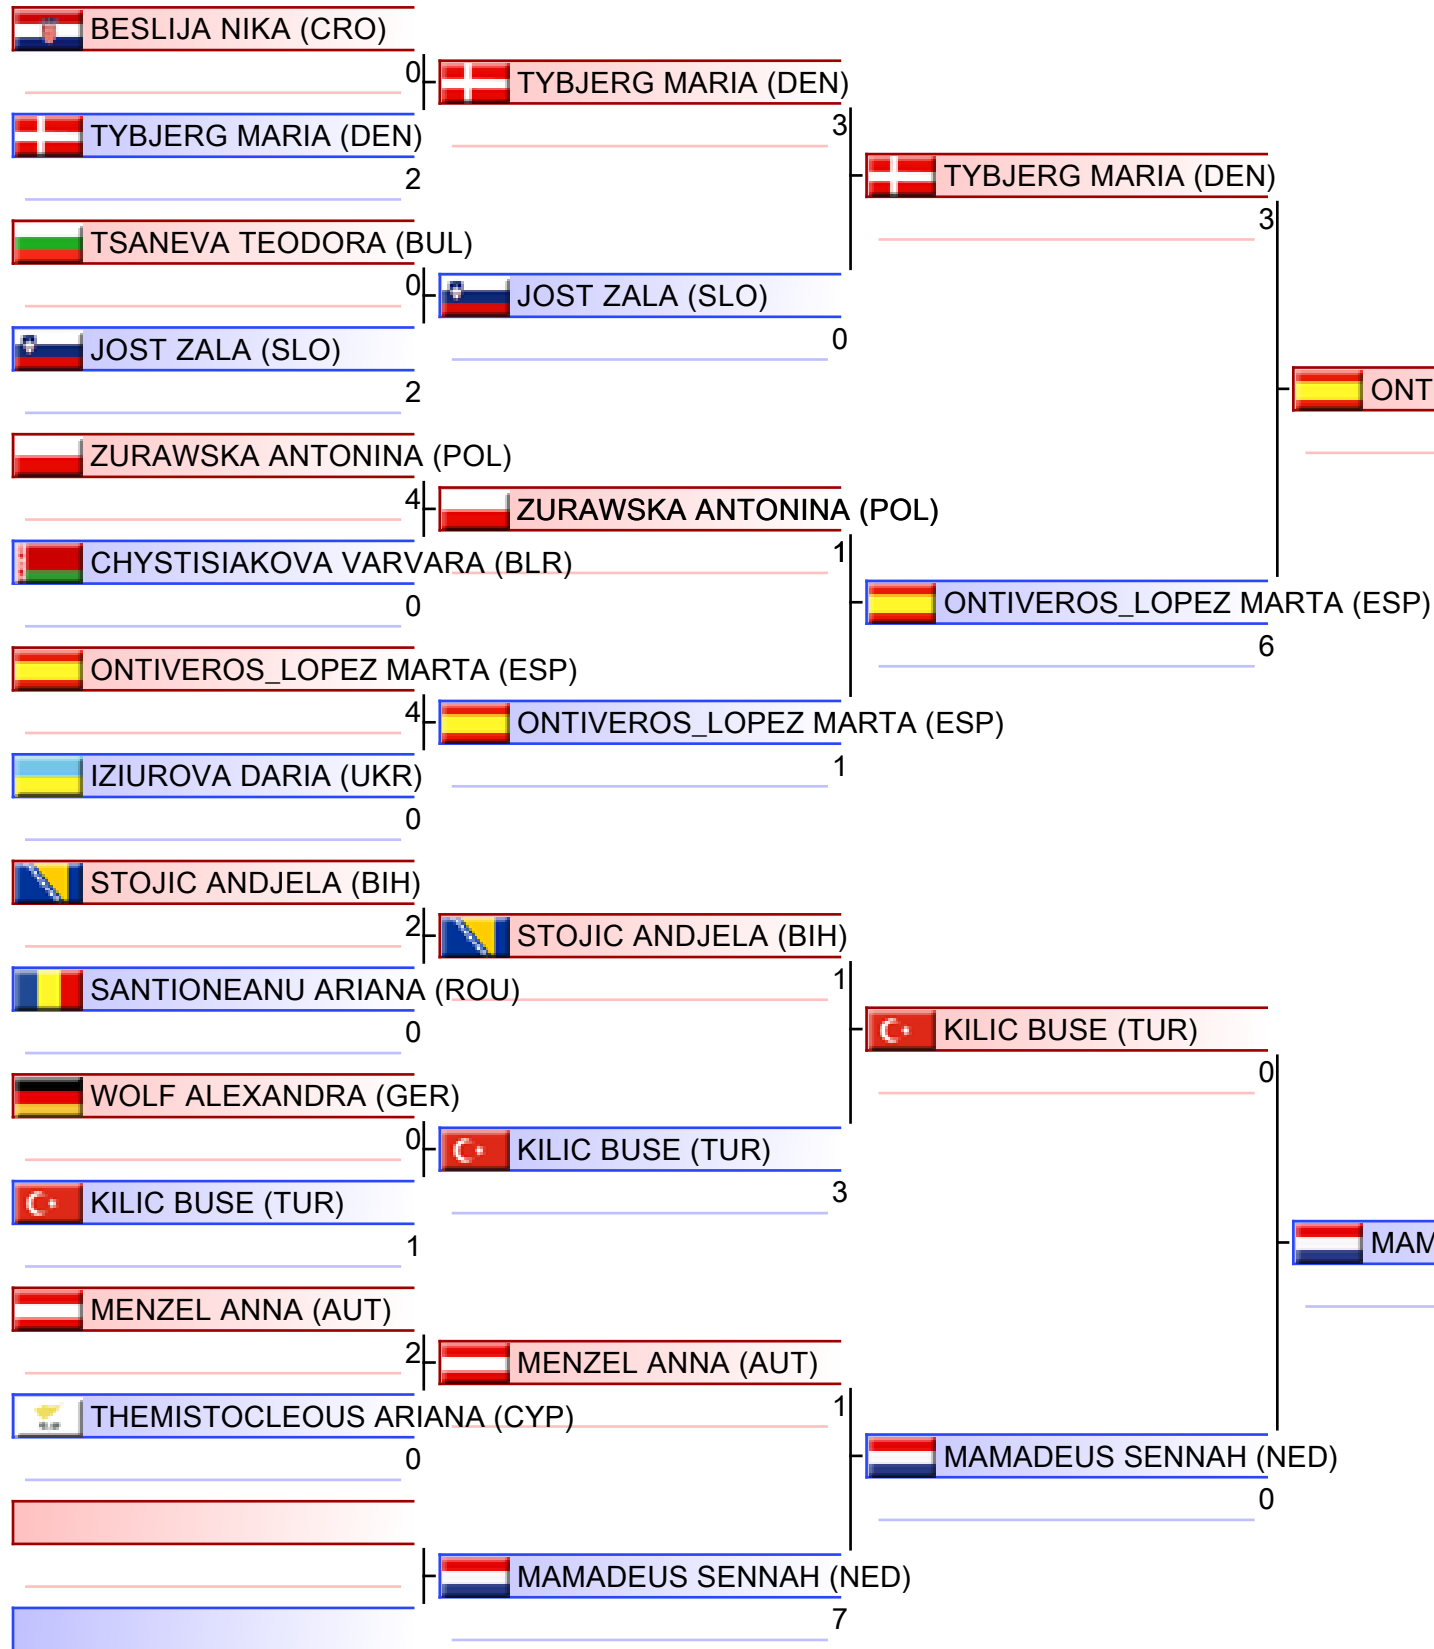 BESLIJA NIKA (CRO)
0
TYBJERG MARIA (DEN)
2
TSANEVA TEODORA (BUL)
0
JOST ZALA (SLO)
2
ZURAWSKA ANTONINA (POL)
4
CHYSTISIAKOVA VARVARA (BLR)
0
ONTIVEROS_LOPEZ MARTA (ESP)
4
IZIUROVA DARIA (UKR)
0
STOJIC ANDJELA (BIH)
2
SANTIONEANU ARIANA (ROU)
0
WOLF ALEXANDRA (GER)
0
KILIC BUSE (TUR)
1
MENZEL ANNA (AUT)
2
THEMISTOCLEOUS ARIANA (CYP)
0
TYBJERG MARIA (DEN)
3
JOST ZALA (SLO)
0
ZURAWSKA ANTONINA (POL)
1
ONTIVEROS_LOPEZ MARTA (ESP)
1
STOJIC ANDJELA (BIH)
1
KILIC BUSE (TUR)
3
MENZEL ANNA (AUT)
1
MAMADEUS SENNAH (NED)
7
TYBJERG MARIA (DEN)
3
ONTIVEROS_LOPEZ MARTA (ESP)
6
KILIC BUSE (TUR)
0
MAMADEUS SENNAH (NED)
0
ONT
MAM